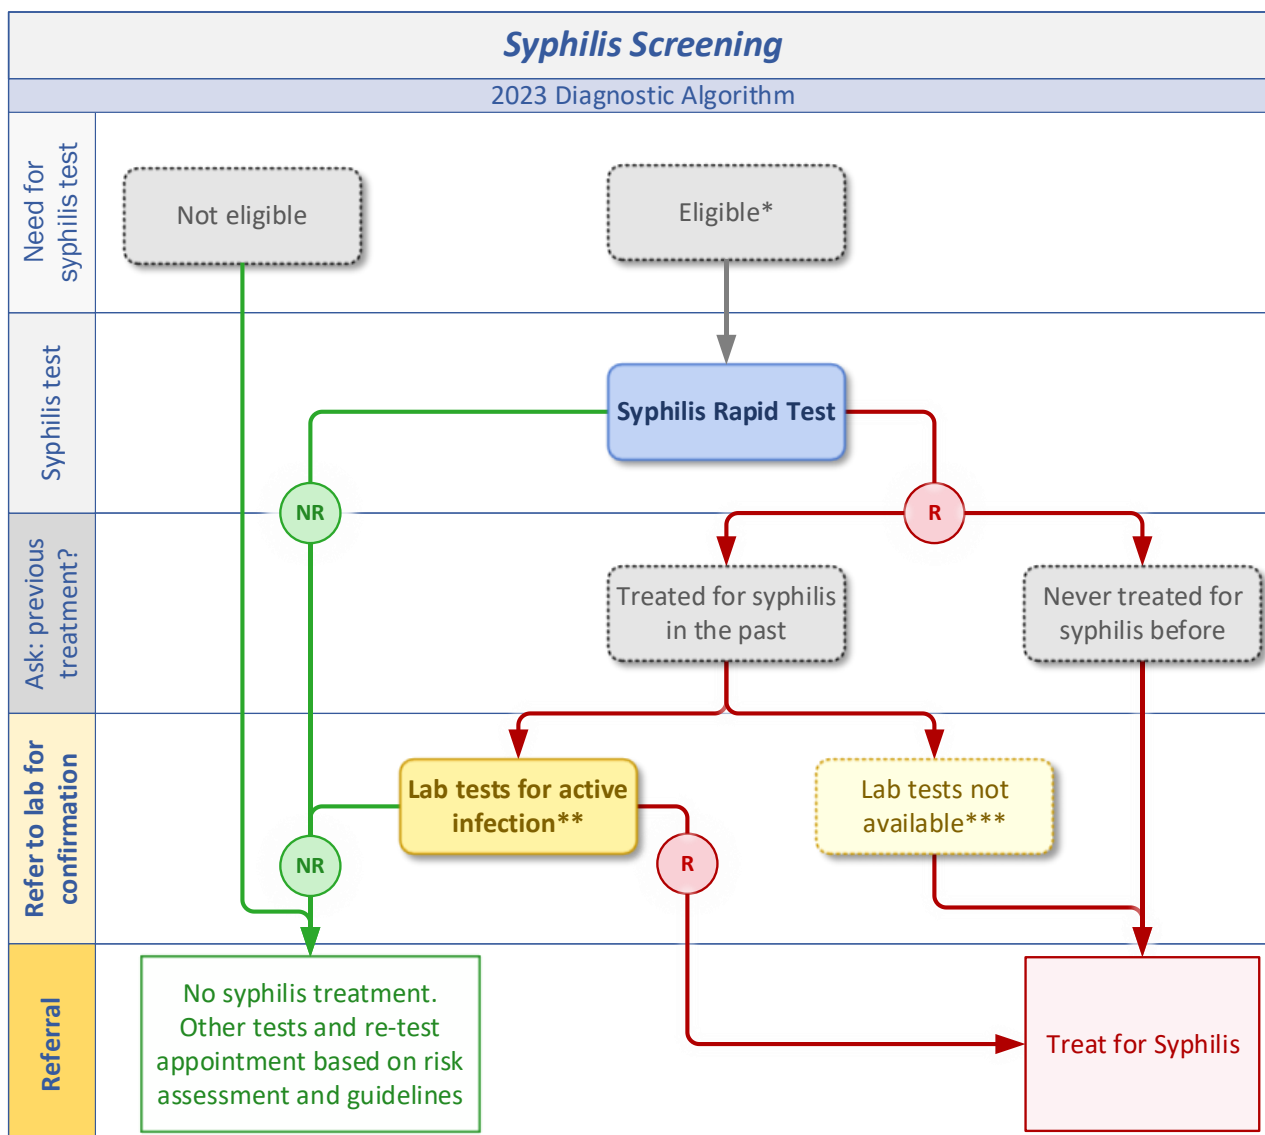 Syphilis Screening
2023 Diagnostic Algorithm
Need for
syphilis test
Not eligible
Eligible*
Syphilis test
Syphilis Rapid Test
NR
R
Ask: previous
treatment?
Treated for syphilis
in the past
Never treated for
syphilis before
Refer to lab for
confirmation
Lab tests for active
infection**
Lab tests not
available***
NR
R
Referral
No syphilis treatment.
Other tests and re-test
appointment based on risk
assessment and guidelines
Treat for Syphilis